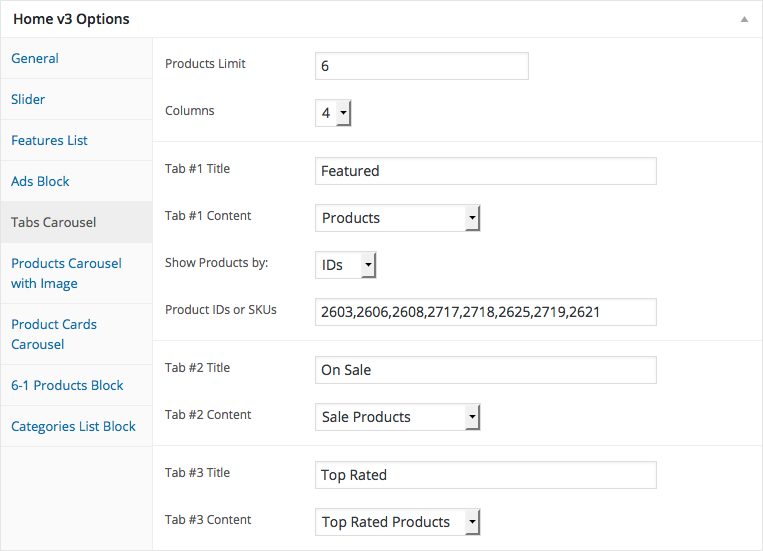 Home v3 Options
General
Slider
Features List
Ads Block
Tabs Carousel
Products Carousel
with Image
Product Cards
Carousel
6-1 Products Block
Categories List Block
Products Limit 6
Columns 4
Tab #1 Title Featured
Tab #1 Content Products
Show Products by: IDs
Product IDs or SKUs 2603,2606,2608,2717,2718,2625,2719,2621
Tab #2 Title On Sale
Tab #2 Content Sale Products
Tab #3 Title Top Rated
Tab #3 Content Top Rated Products